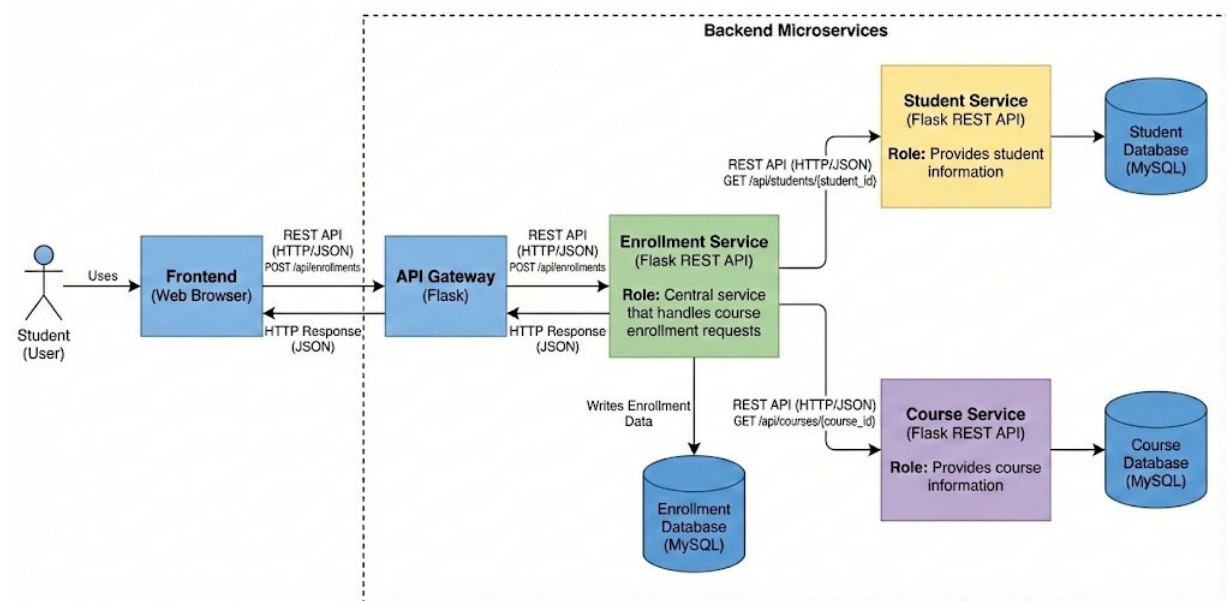 Backend Microservices
Student Service
(Flask REST API)
Role: Provides student
information
Student
Database
(MySQL)
REST API (HTTP/JSON)
GET /api/students/{student_id}
Student
(User)
Uses
Frontend
(Web Browser)
REST API
(HTTP/JSON)
POST /api/enrollments
HTTP Response
(JSON)
API Gateway
(Flask)
REST API
(HTTP/JSON)
POST /api/enrollments
HTTP Response
(JSON)
Enrollment Service
(Flask REST API)
Role: Central service
that handles course
enrollment requests
Writes Enrollment
Data
Enrollment
Database
(MySQL)
REST API (HTTP/JSON)
GET /api/courses/{course_id)
Course Service
(Flask REST API)
Role: Provides course
information
Course
Database
(MySQL)